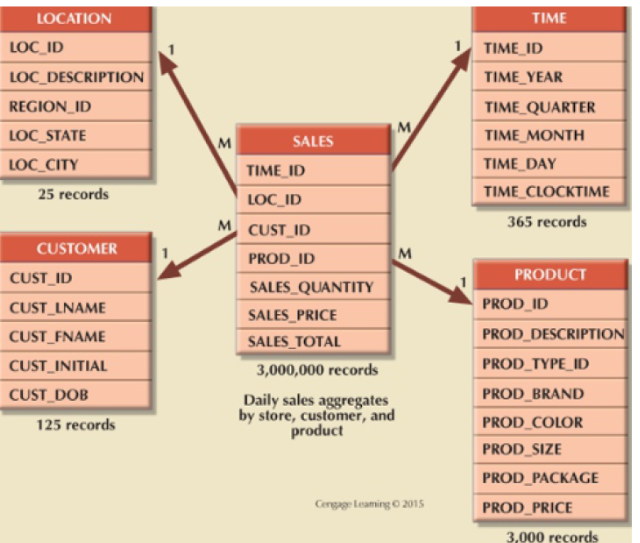 LOCATION
LOC_ID
LOC_DESCRIPTION
REGION_ID
LOC_STATE
LOC_CITY
25 records
1
M
TIME
TIME_ID
TIME_YEAR
TIME_QUARTER
TIME_MONTH
TIME_DAY
TIME_CLOCKTIME
365 records
1
M
SALES
TIME_ID
LOC_ID
CUST_ID
PROD_ID
SALES_QUANTITY
SALES_PRICE
SALES_TOTAL
3,000,000 records
Daily sales aggregates
by store, customer, and
product
CUSTOMER
CUST_ID
CUST_LNAME
CUST_FNAME
CUST_INITIAL
CUST_DOB
125 records
1
M
PRODUCT
PROD_ID
PROD_DESCRIPTION
PROD_TYPE_ID
PROD_BRAND
PROD_COLOR
PROD_SIZE
PROD_PACKAGE
PROD_PRICE
3,000 records
1
M
Cengage Learning © 2015